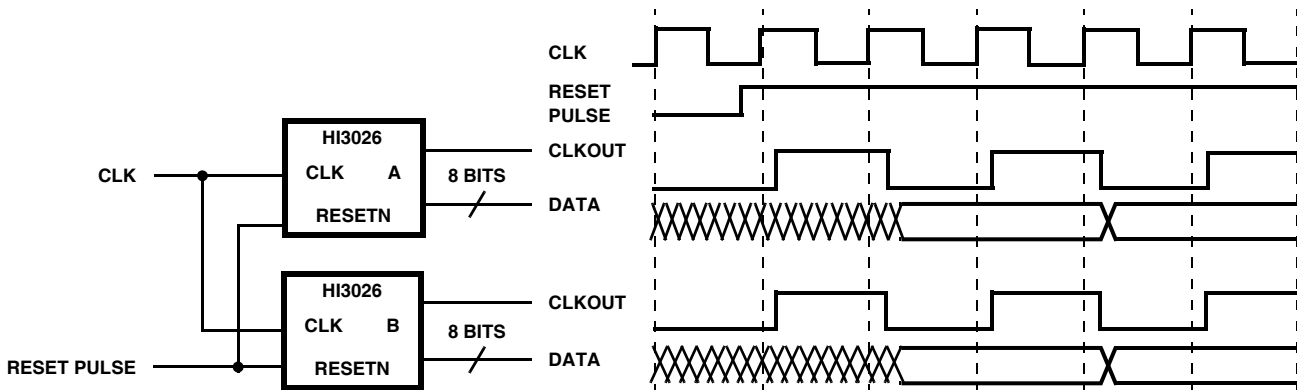 CLK
RESET
PULSE
CLKOUT
DATA
CLKOUT
DATA
HI3026
CLK A
RESETN
8 BITS
CLK
HI3026
CLK B
RESETN
8 BITS
RESET PULSE